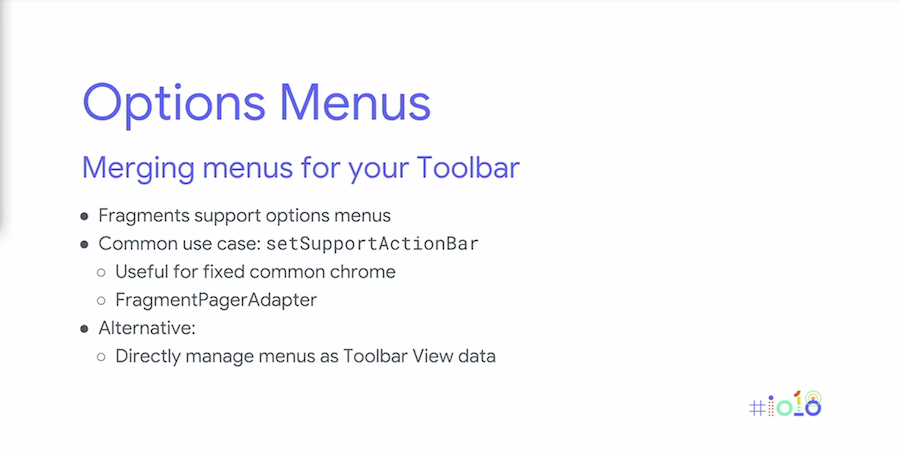 Options Menus
Merging menus for your Toolbar
● Fragments support options menus
● Common use case: setSupportActionBar
○ Useful for fixed common chrome
○ FragmentPagerAdapter
● Alternative:
○ Directly manage menus as Toolbar View data
#io18